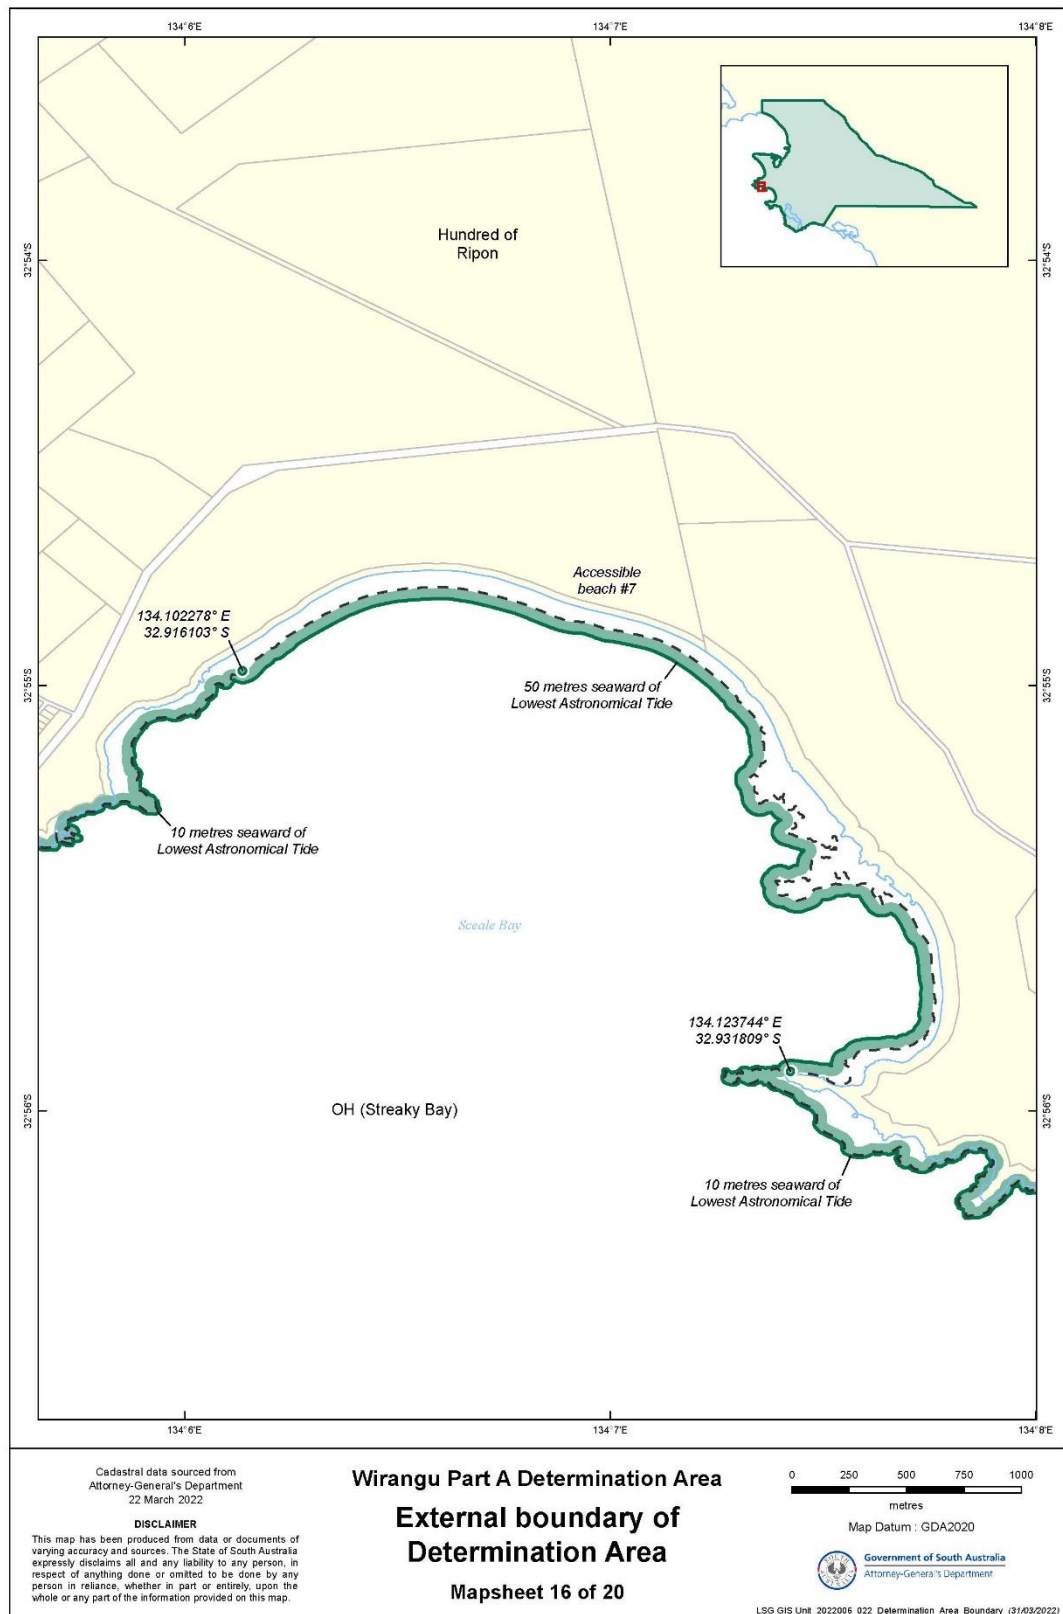 134°6'E
134°7'E
134°8'E
32°54'S
32°54'S
Hundred of
Ripon
Accessible
beach #7
134.102278° E
32.916103° S
32°55'S
32°55'S
50 metres seaward of
Lowest Astronomical Tide
10 metres seaward of
Lowest Astronomical Tide
Sceale Bay
134.123744° E
32.931809° S
OH (Streaky Bay)
32°56'S
32°56'S
10 metres seaward of
Lowest Astronomical Tide
134°6'E
134°7'E
134°8'E
Cadastral data sourced from
Attorney-General's Department
22 March 2022
DISCLAIMER
This map has been produced from data or documents of
varying accuracy and sources. The State of South Australia
expressly disclaims all and any liability to any person, in
respect of anything done or omitted to be done by any
person in reliance, whether in part or entirely, upon the
whole or any part of the information provided on this map.
Wirangu Part A Determination Area
External boundary of
Determination Area
Mapsheet 16 of 20
0 250 500 750 1000
metres
Map Datum : GDA2020
Government of South Australia
Attorney-General's Department
LSG GIS Unit 2022006_022_Determination_Area_Boundary (31/03/2022)